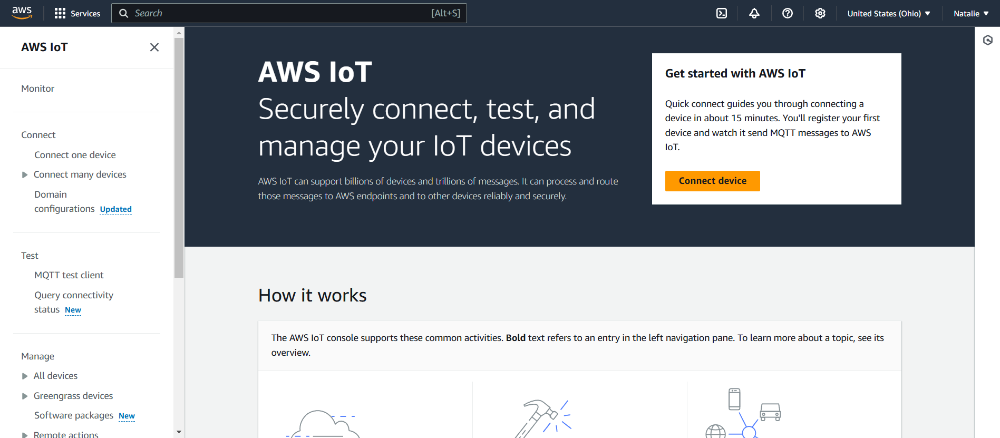 aws
Services
Search
[Alt+S]
United States (Ohio)
Natalie
AWS IoT
Monitor
Connect
Connect one device
Connect many devices
Domain
configurations Updated
Test
MQTT test client
Query connectivity
status New
Manage
All devices
Greengrass devices
Software packages New
Remote actions
AWS IoT
Securely connect, test, and
manage your IoT devices
AWS IoT can support billions of devices and trillions of messages. It can process and route
those messages to AWS endpoints and to other devices reliably and securely.
Get started with AWS IoT
Quick connect guides you through connecting a
device in about 15 minutes. You'll register your first
device and watch it send MQTT messages to AWS
IoT.
Connect device
How it works
The AWS IoT console supports these common activities. Bold text refers to an entry in the left navigation pane. To learn more about a topic, see its
overview.